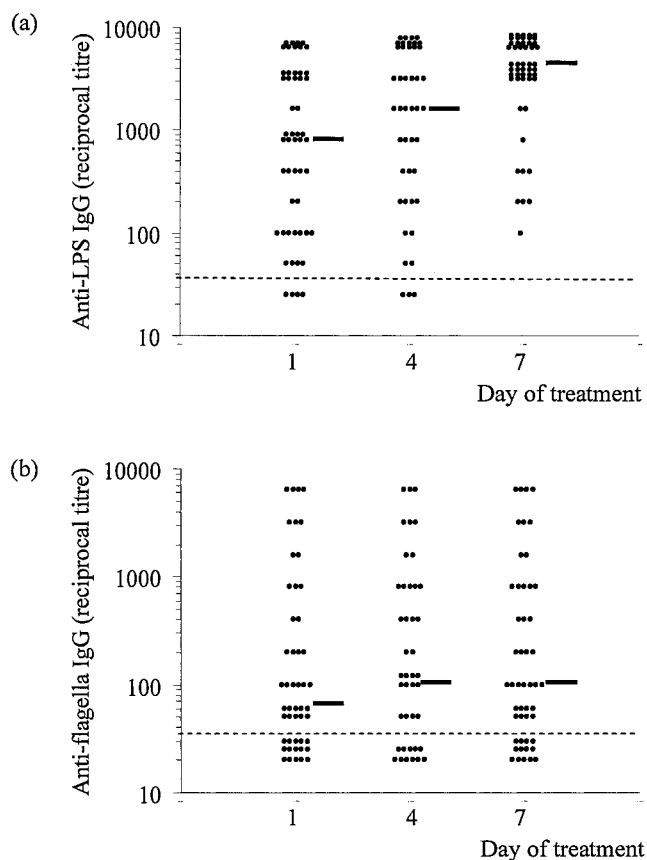 (a)
Anti-LPS IgG (reciprocal titre)
10000
1000
100
10
1 4 7
Day of treatment
(b)
Anti-flagella IgG (reciprocal titre)
10000
1000
100
10
1 4 7
Day of treatment